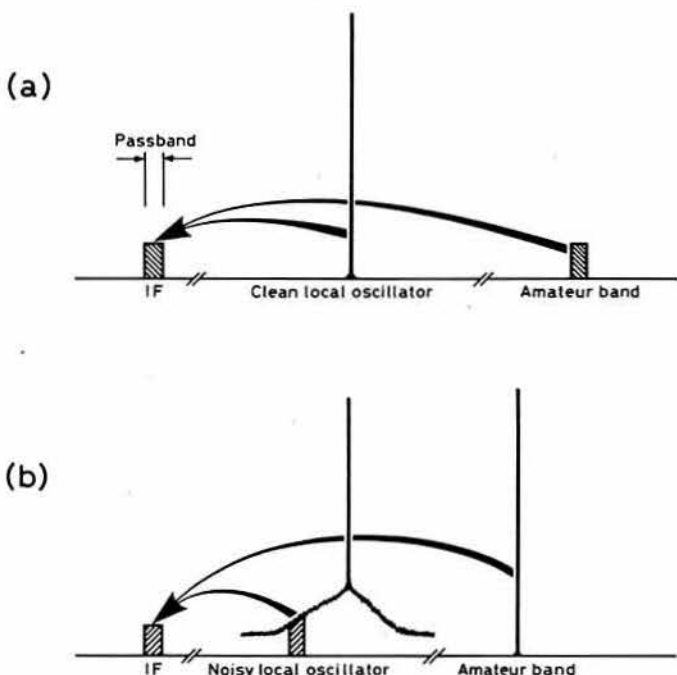 (a)
Passband
IF Clean local oscillator Amateur band
(b)
IF Noisy local oscillator Amateur band